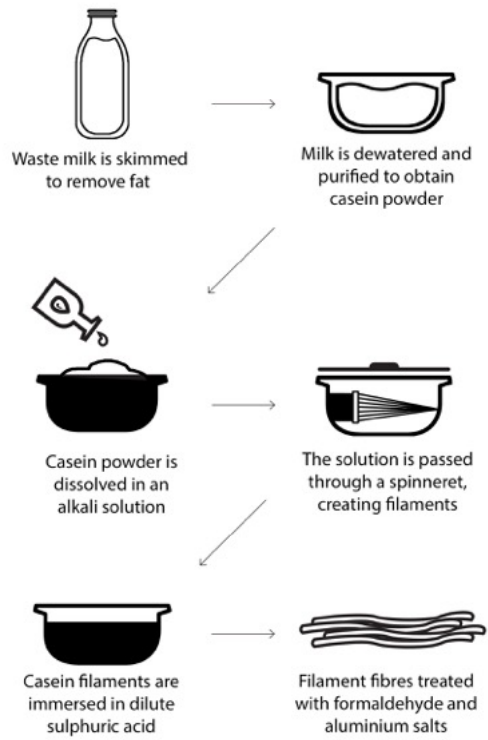 Waste milk is skimmed
to remove fat
Milk is dewatered and
purified to obtain
casein powder
Casein powder is
dissolved in an
alkali solution
The solution is passed
through a spinneret,
creating filaments
Casein filaments are
immersed in dilute
sulphuric acid
Filament fibres treated
with formaldehyde and
aluminium salts